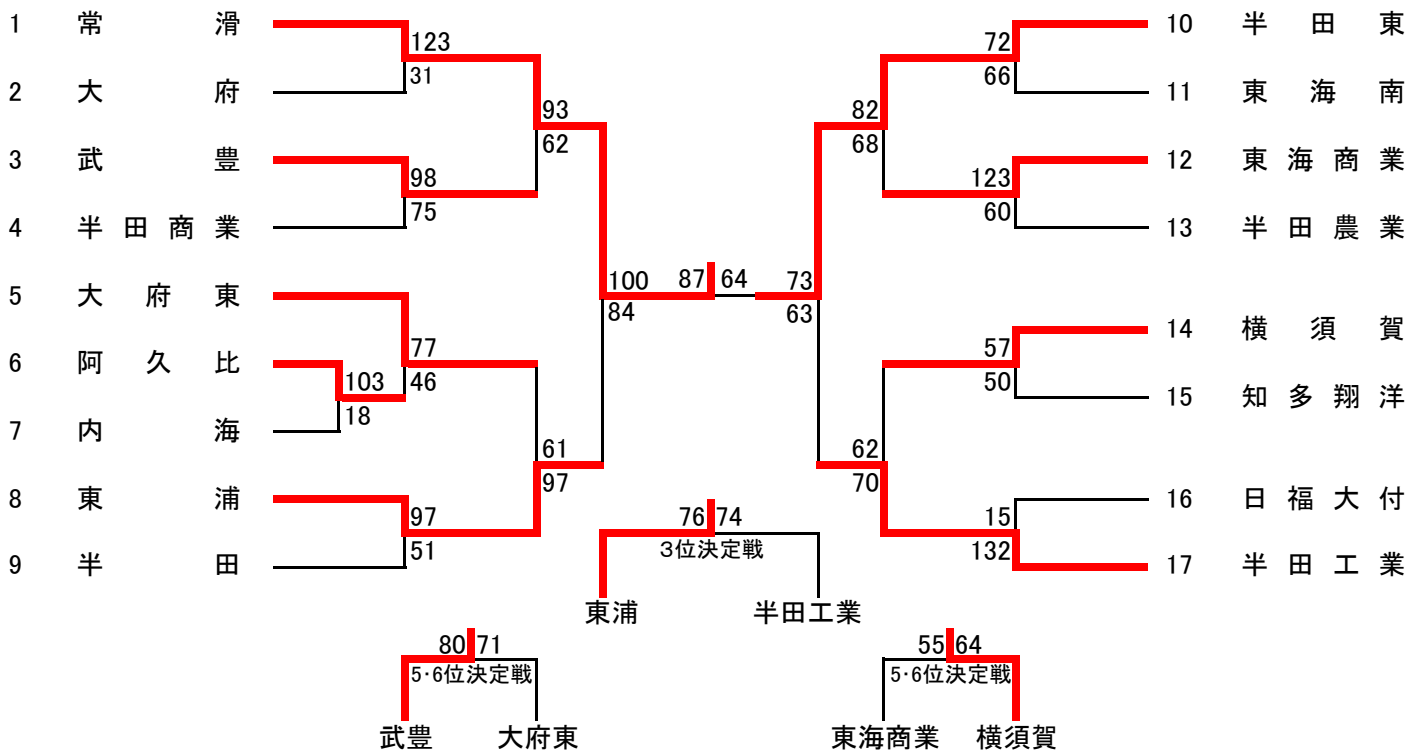 1 常滑 10 半田東
123 72
31 66
2 大府 11 東海南
93 82
62 68
3 武豊 12 東海商業
98 123
75 60
4 半田商業 13 半田農業
5 大府東
100 87 64 73
84 63
14 横須賀
77 57
6 阿久比
103 46 50
18 15 知多翔洋
7 内海
61 62
97 70
8 東浦 16 日福大付
97 76 74 15
51 3位決定戦 132
9 半田 17 半田工業
東浦 半田工業
80 71 55 64
5・6位決定戦 5・6位決定戦
武豊 大府東 東海商業 横須賀